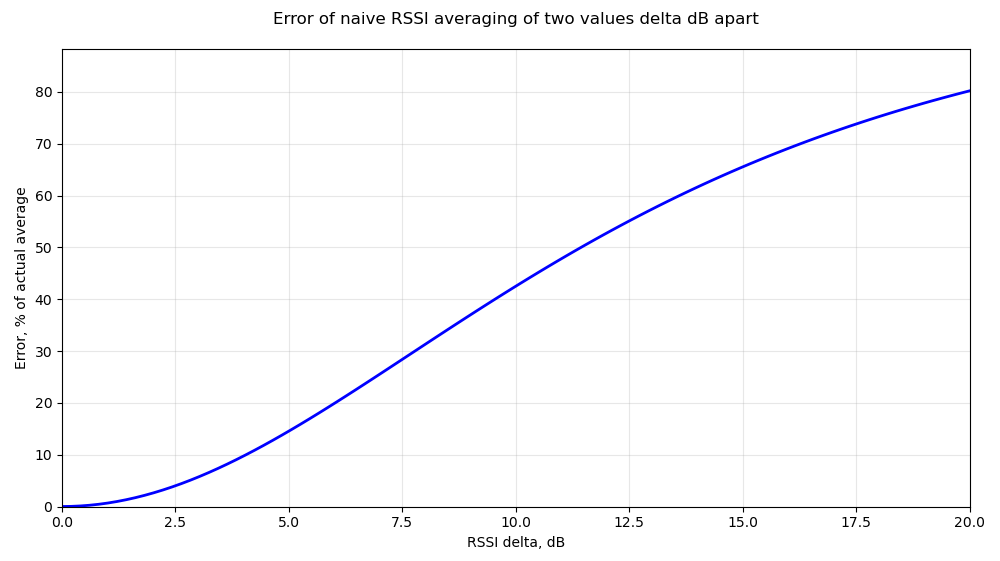 Error of naive RSSI averaging of two values delta dB apart
Error, % of actual average
80
70
60
50
40
30
20
10
0
0.0 2.5 5.0 7.5 10.0 12.5 15.0 17.5 20.0
RSSI delta, dB